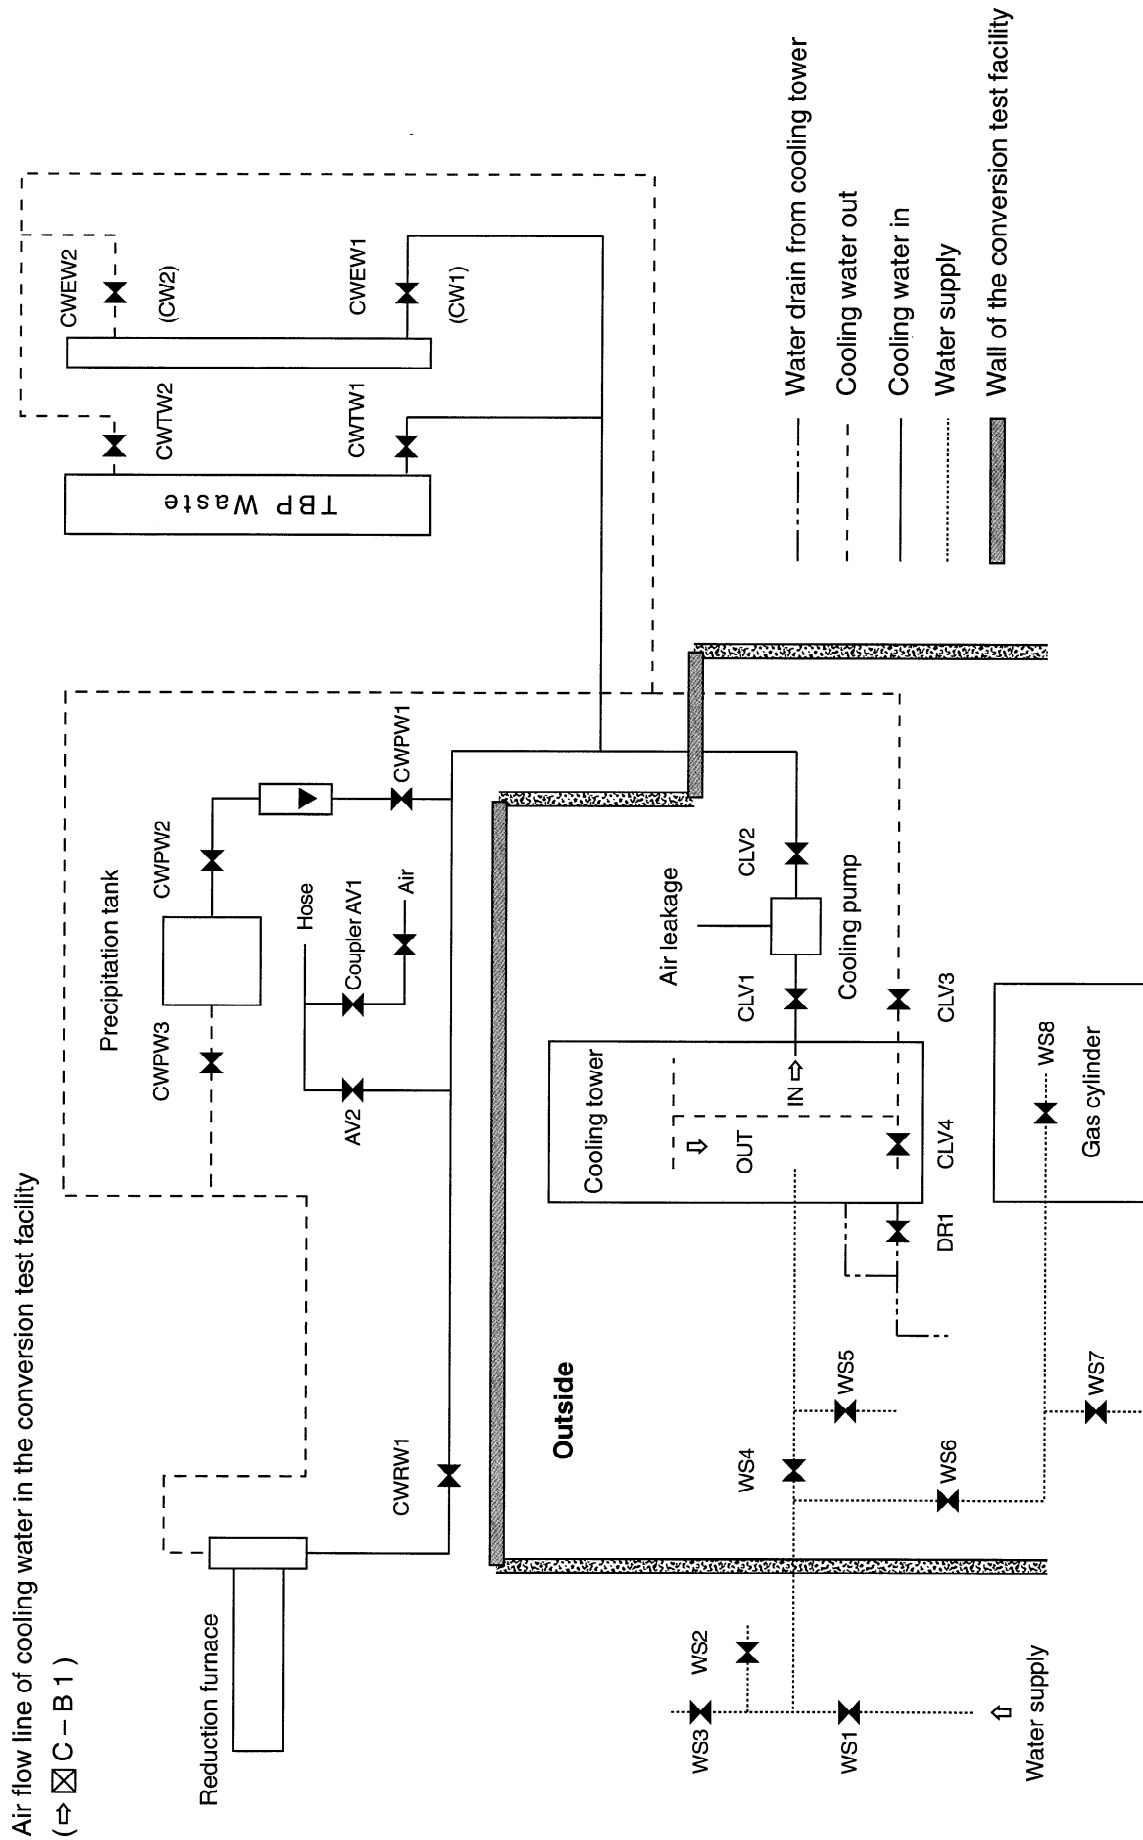 Air flow line of cooling water in the conversion test facility
(⇨ ☒ C – B 1 )
Reduction furnace
CWRW1
Precipitation tank
CWPW3
CWPW2
CWPW1
Hose
Coupler AV1
Air
AV2
TBP Waste
CWTW2
CWTW1
CWEW2
(CW2)
CWEW1
(CW1)
Outside
Cooling tower
OUT
IN ⇨
Air leakage
CLV1
CLV2
Cooling pump
CLV3
CLV4
DR1
WS3
WS2
WS1
Water supply
WS4
WS5
WS6
WS7
WS8
Gas cylinder
Water drain from cooling tower
Cooling water out
Cooling water in
Water supply
Wall of the conversion test facility